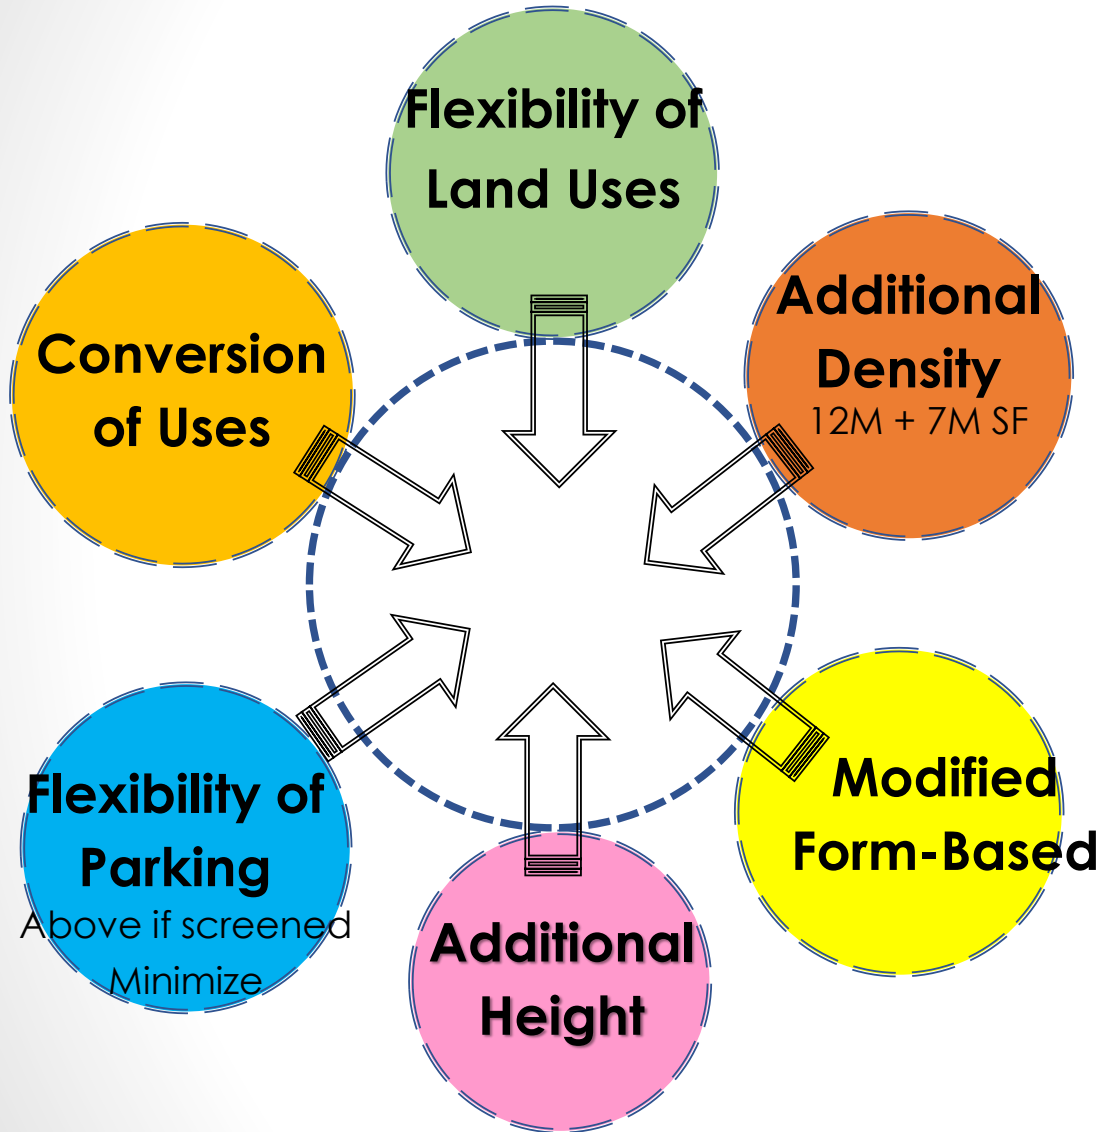 Flexibility of
Land Uses
Additional
Density
12M + 7M SF
Conversion
of Uses
Modified
Form-Based
Flexibility of
Parking
Above if screened
Minimize
Additional
Height